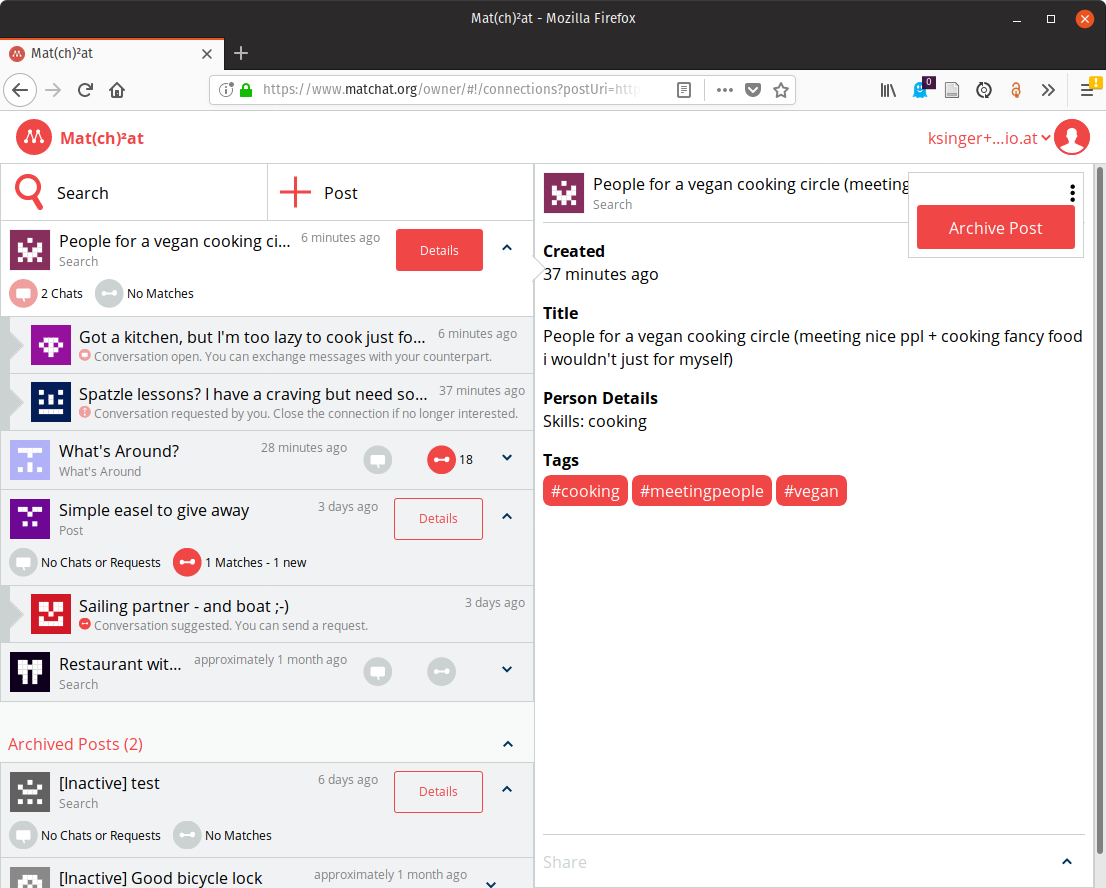 Mat(ch)²at - Mozilla Firefox
Mat(ch)²at
https://www.matchat.org/owner/#!/connections?postUri=http
0
Mat(ch)²at
ksinger+...io.at
Search
Post
People for a vegan cooking ci...
6 minutes ago
Details
Search
2 Chats
No Matches
Got a kitchen, but I'm too lazy to cook just fo...
6 minutes ago
Conversation open. You can exchange messages with your counterpart.
Spatzle lessons? I have a craving but need so...
37 minutes ago
Conversation requested by you. Close the connection if no longer interested.
What's Around?
28 minutes ago
18
What's Around
Simple easel to give away
3 days ago
Details
Post
No Chats or Requests
1 Matches - 1 new
Sailing partner - and boat ;-)
3 days ago
Conversation suggested. You can send a request.
Restaurant wit...
approximately 1 month ago
Search
Archived Posts (2)
[Inactive] test
6 days ago
Details
Search
No Chats or Requests
No Matches
[Inactive] Good bicycle lock
approximately 1 month ago
People for a vegan cooking circle (meeting
Search
Archive Post
Created
37 minutes ago
Title
People for a vegan cooking circle (meeting nice ppl + cooking fancy food
i wouldn't just for myself)
Person Details
Skills: cooking
Tags
#cooking
#meetingpeople
#vegan
Share